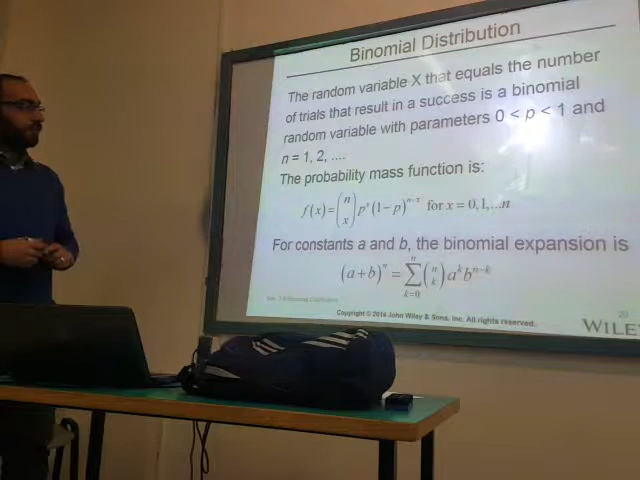 Binomial Distribution
The random variable X that equals the number
of trials that result in a success is a binomial
random variable with parameters 0 < p < 1 and
n = 1, 2, ....
The probability mass function is:
f(x) = (n x) p^x (1−p)^{n−x} for x = 0,1,...n
For constants a and b, the binomial expansion is
(a+b)^n = ∑_{k=0}^{n} (n k) a^k b^{n−k}
Copyright © 2014 John Wiley & Sons, Inc. All rights reserved.
20
WILE